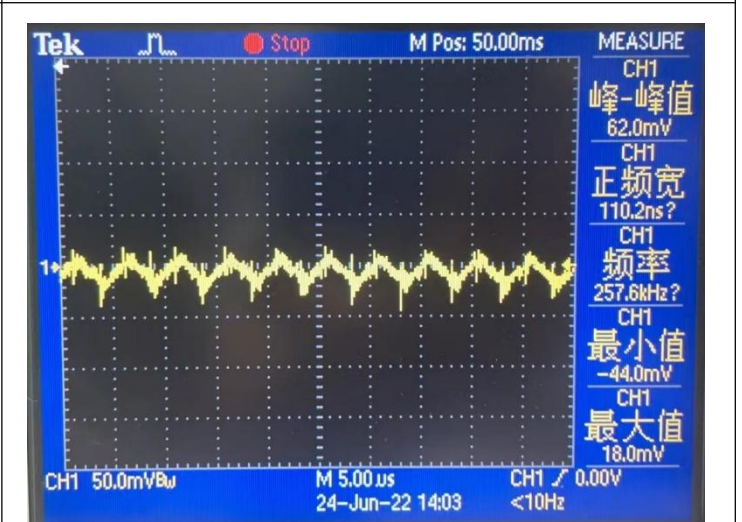 Tek Stop M Pos: 50.00ms MEASURE
CH1
峰-峰值
62.0mV
CH1
正频宽
110.2ns?
CH1
频率
257.6kHz?
CH1
最小值
-44.0mV
CH1
最大值
18.0mV
1
CH1 50.0mVBW M 5.00µs CH1 0.00V
24-Jun-22 14:03 <10Hz